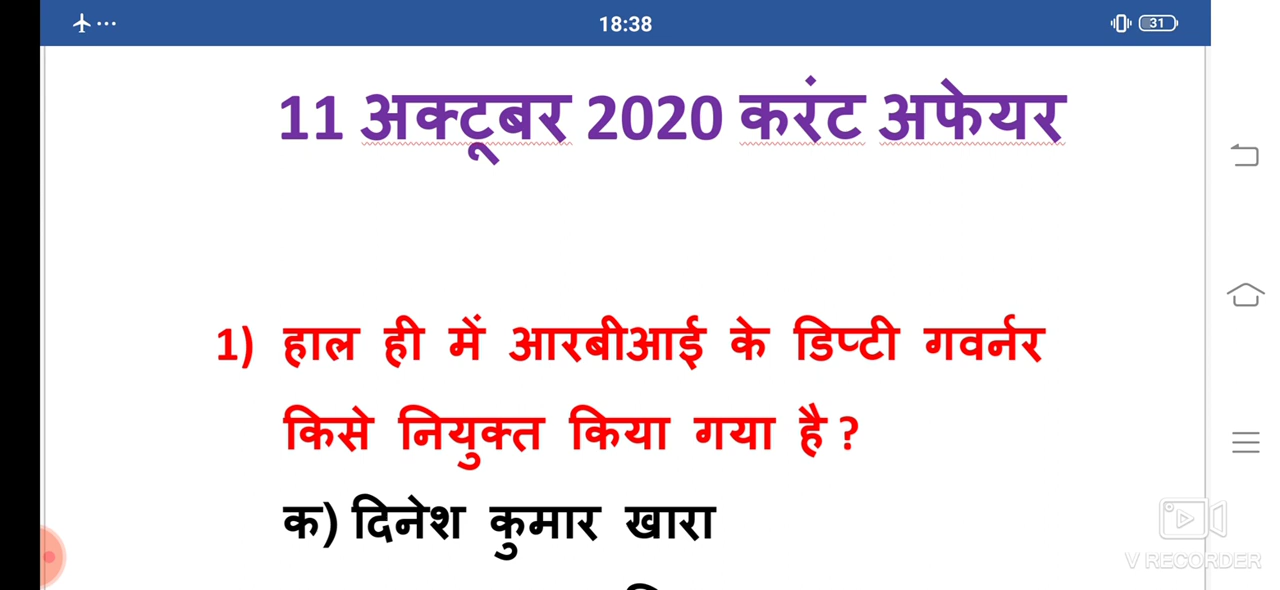 18:38
31
11 अक्टूबर 2020 करंट अफेयर
1) हाल ही में आरबीआई के डिप्टी गवर्नर
किसे नियुक्त किया गया है ?
क) दिनेश कुमार खारा
V RECORDER